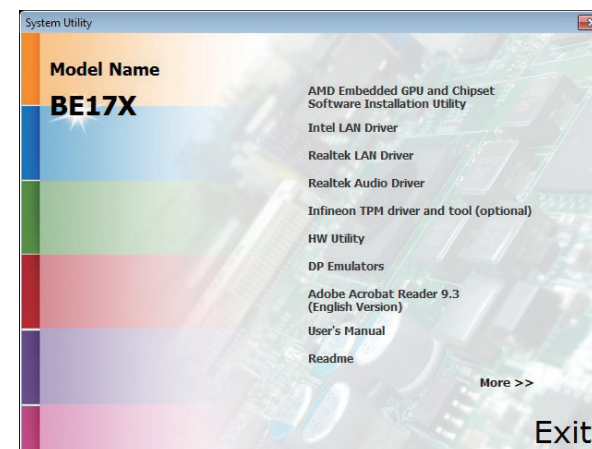 System Utility
Model Name
BE17X
AMD Embedded GPU and Chipset
Software Installation Utility
Intel LAN Driver
Realtek LAN Driver
Realtek Audio Driver
Infineon TPM driver and tool (optional)
HW Utility
DP Emulators
Adobe Acrobat Reader 9.3
(English Version)
User's Manual
Readme
More >>
Exit